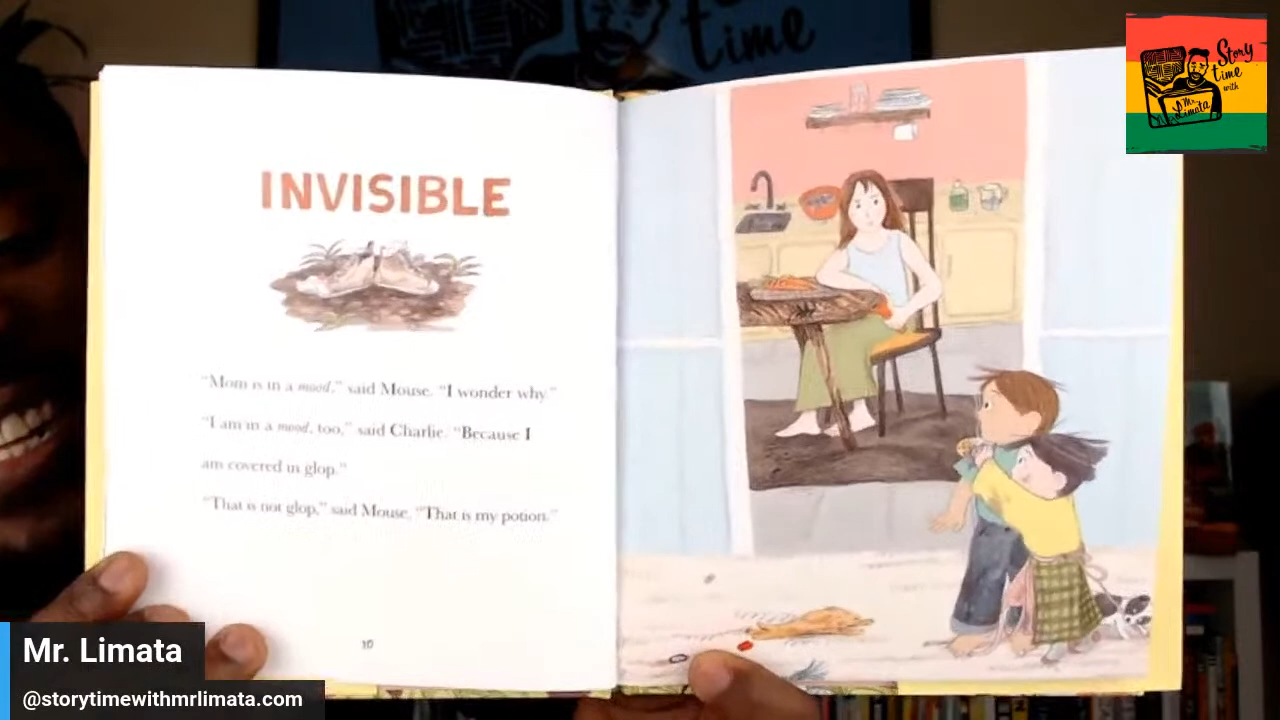 time
Story
time
with
Mr.
Limata
INVISIBLE
"Mom is in a mood," said Mouse. "I wonder why."
"I am in a mood, too," said Charlie. "Because I
am covered in glop."
"That is not glop," said Mouse. "That is my potion."
10
Mr. Limata
@storytimewithmrlimata.com